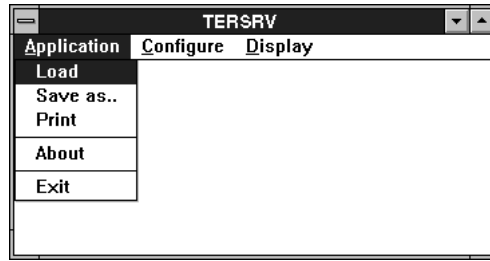 TERSRV
Application Configure Display
Load
Save as..
Print
About
Exit